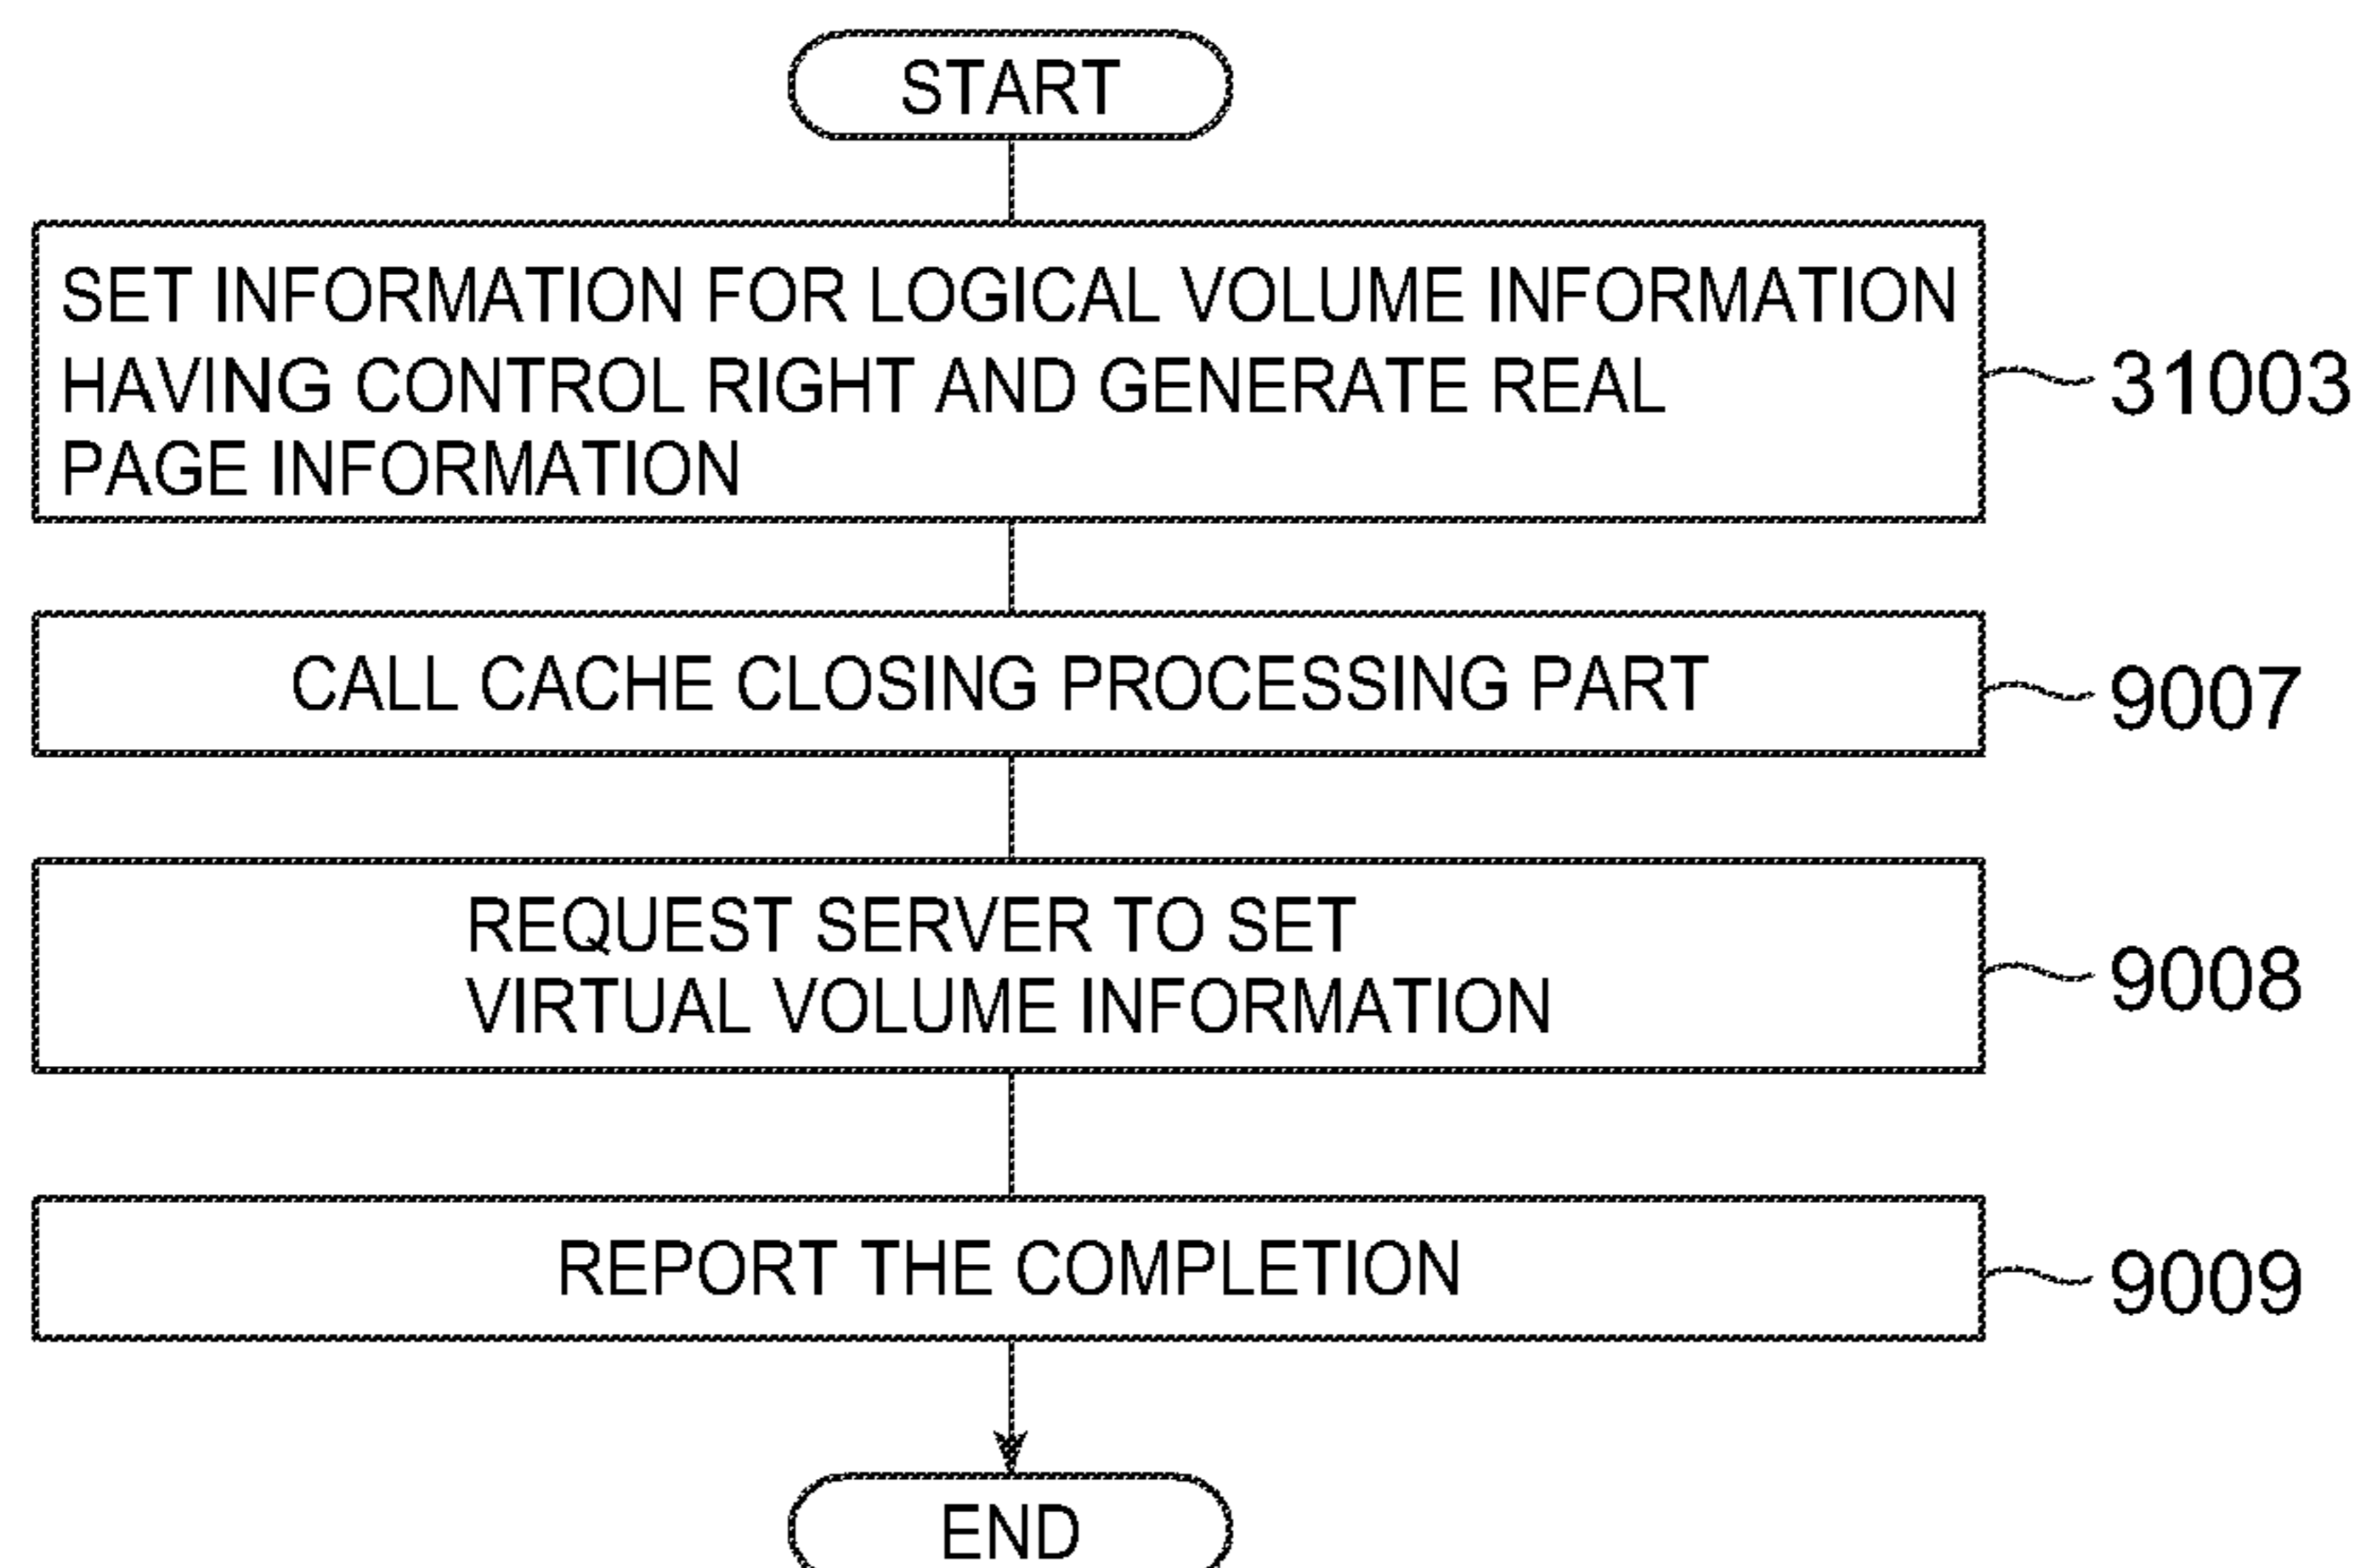 START
SET INFORMATION FOR LOGICAL VOLUME INFORMATION
HAVING CONTROL RIGHT AND GENERATE REAL
PAGE INFORMATION
31003
CALL CACHE CLOSING PROCESSING PART
9007
REQUEST SERVER TO SET
VIRTUAL VOLUME INFORMATION
9008
REPORT THE COMPLETION
9009
END